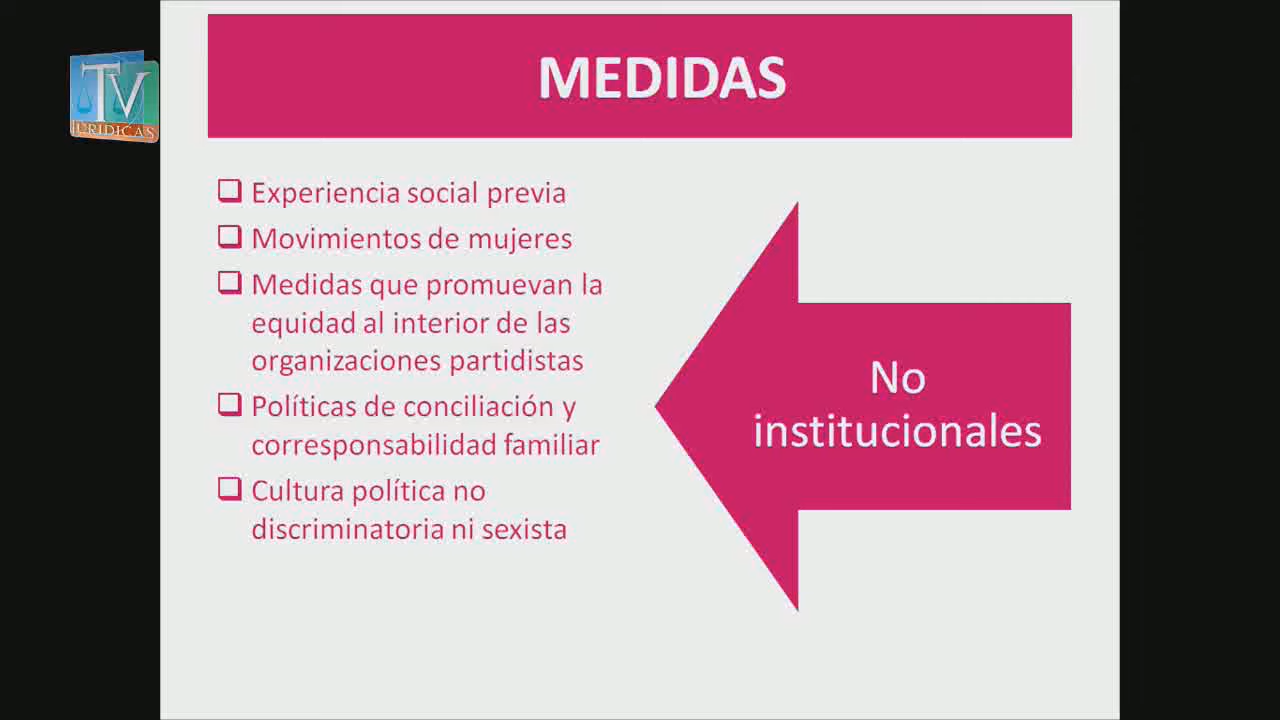 TV
JURIDICAS
MEDIDAS
Experiencia social previa
Movimientos de mujeres
Medidas que promuevan la
equidad al interior de las
organizaciones partidistas
Políticas de conciliación y
corresponsabilidad familiar
Cultura política no
discriminatoria ni sexista
No
institucionales